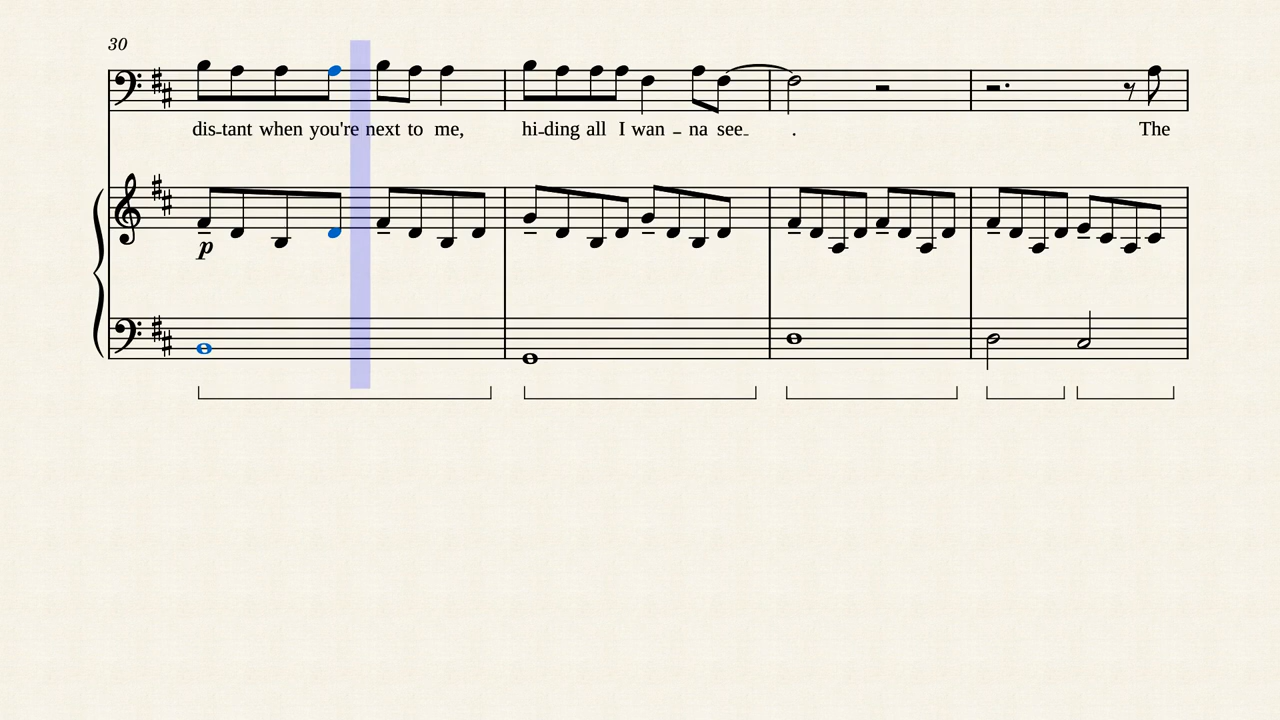 30
dis-tant when you're next to me, hi-ding all I wan - na see - . The
p